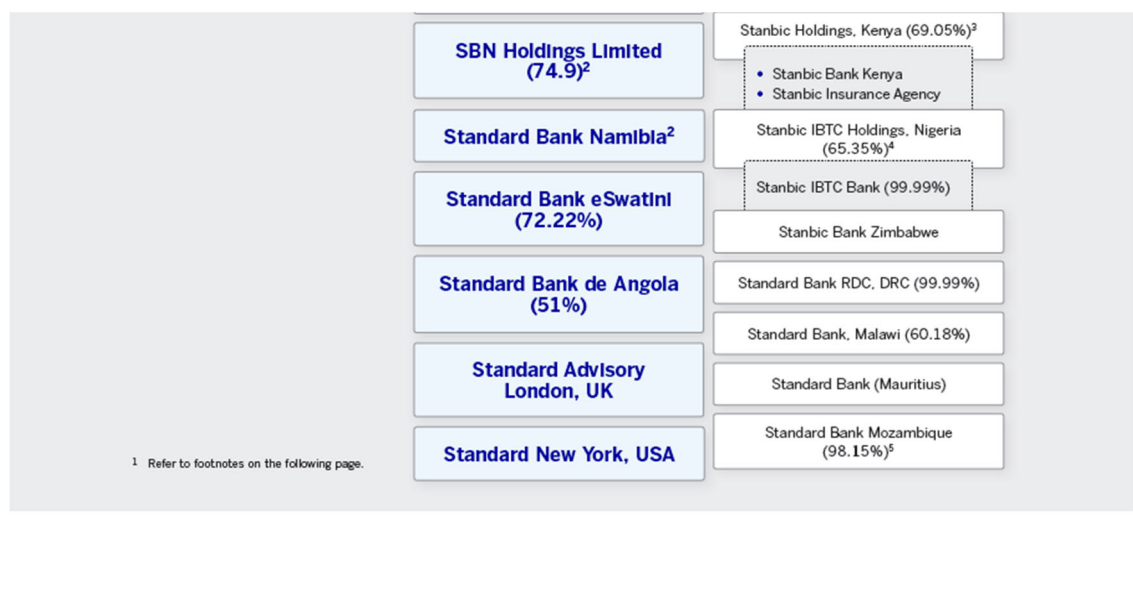 SBN Holdings Limited
(74.9)²
Standard Bank Namibia²
Standard Bank eSwatini
(72.22%)
Standard Bank de Angola
(51%)
Standard Advisory
London, UK
Standard New York, USA
Stanbic Holdings, Kenya (69.05%)³
• Stanbic Bank Kenya
• Stanbic Insurance Agency
Stanbic IBTC Holdings, Nigeria
(65.35%)⁴
Stanbic IBTC Bank (99.99%)
Stanbic Bank Zimbabwe
Standard Bank RDC, DRC (99.99%)
Standard Bank, Malawi (60.18%)
Standard Bank (Mauritius)
Standard Bank Mozambique
(98.15%)⁵
¹ Refer to footnotes on the following page.